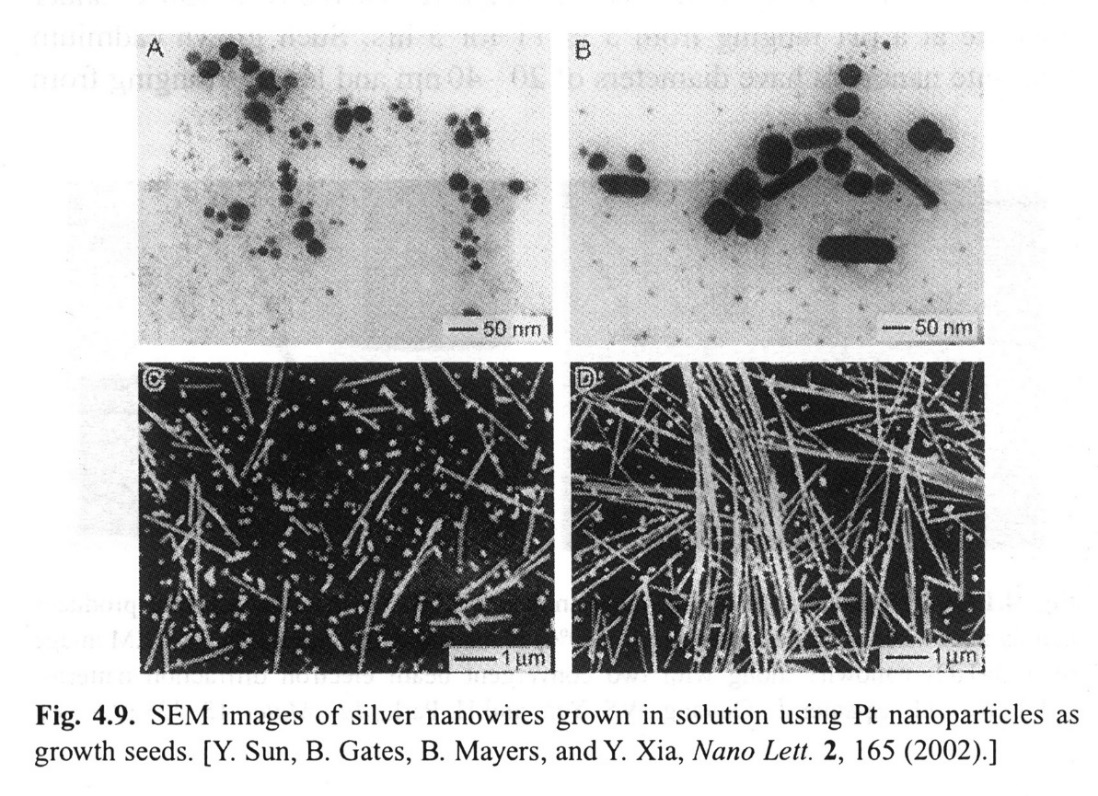 A
B
50 nm
50 nm
C
D
1 μm
1 μm
Fig. 4.9. SEM images of silver nanowires grown in solution using Pt nanoparticles as
growth seeds. [Y. Sun, B. Gates, B. Mayers, and Y. Xia, Nano Lett. 2, 165 (2002).]